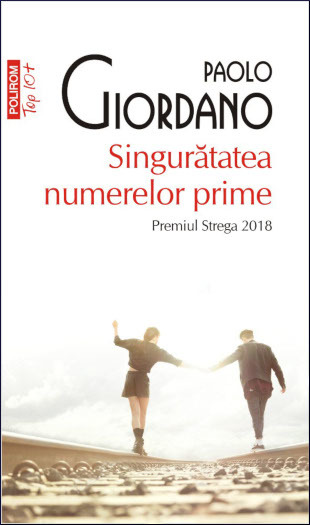 POLIROM
Top 10+
PAOLO
GIORDANO
Singurătatea
numerelor prime
Premiul Strega 2018